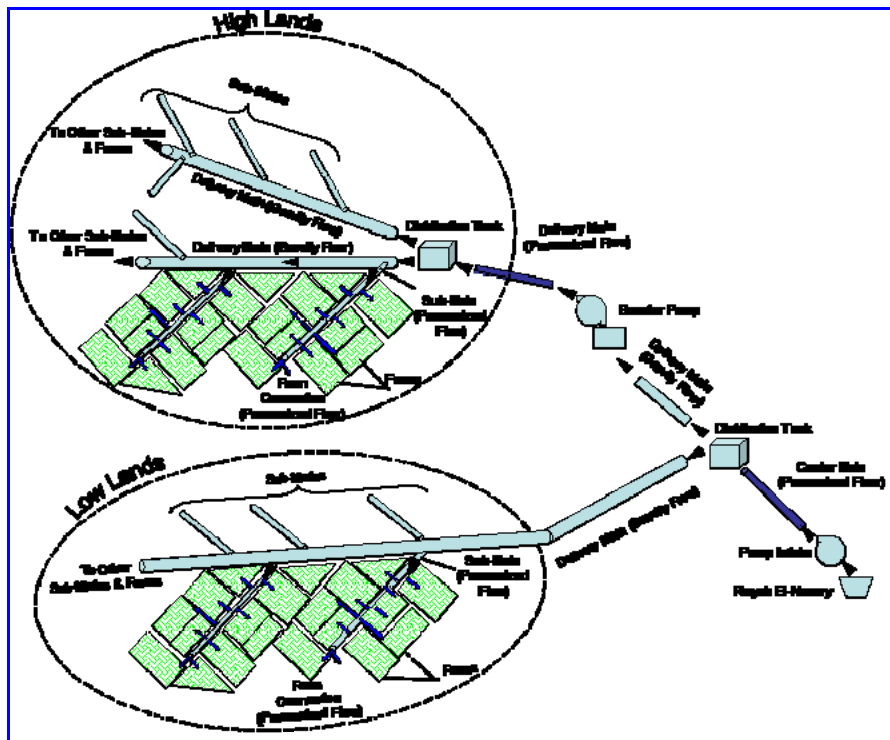 High Lands
Sub-Mains
To Other Sub-Mains
& Farms
Delivery Main (Gravity Flow)
Distribution Tank
Delivery Main
(Pressurized Flow)
To Other Sub-Mains
& Farms
Delivery Main (Gravity Flow)
Sub-Main
(Pressurized
Flow)
Booster Pump
Farm
Connection
(Pressurized Flow)
Farms
Delivery Main
(Gravity Flow)
Distribution Tank
Low Lands
Sub-Mains
Carrier Main
(Pressurized Flow)
Delivery Main (Gravity Flow)
Pump Intake
To Other
Sub-Mains & Farms
Sub-Main
(Pressurized
Flow)
Rayah El-Nasery
Farms
Farm
Connection
(Pressurized Flow)